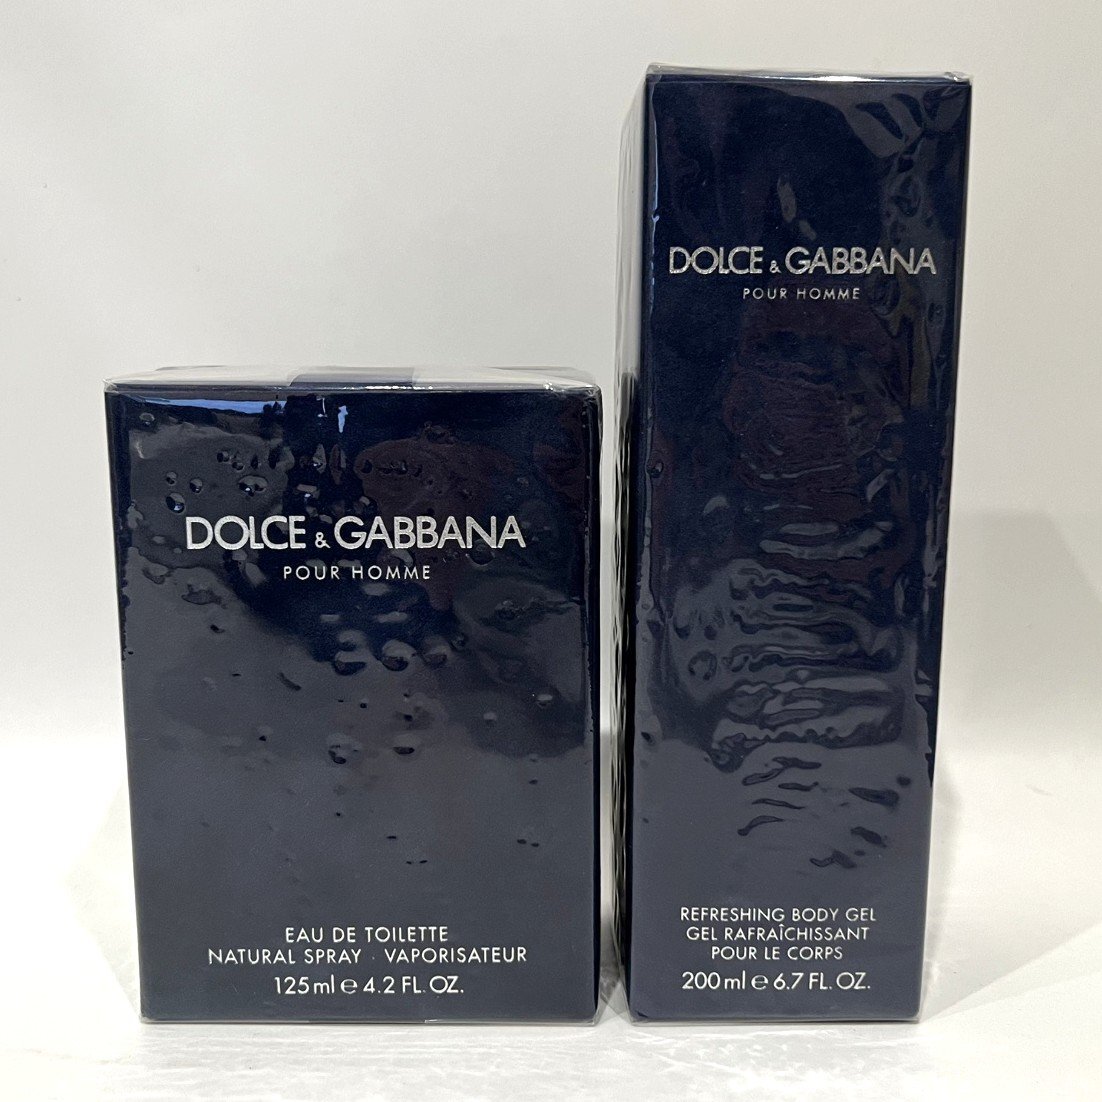 DOLCE & GABBANA
POUR HOMME
EAU DE TOILETTE
NATURAL SPRAY · VAPORISATEUR
125 ml e 4.2 FL. OZ.
DOLCE & GABBANA
POUR HOMME
REFRESHING BODY GEL
GEL RAFRAÎCHISSANT
POUR LE CORPS
200 ml e 6.7 FL. OZ.